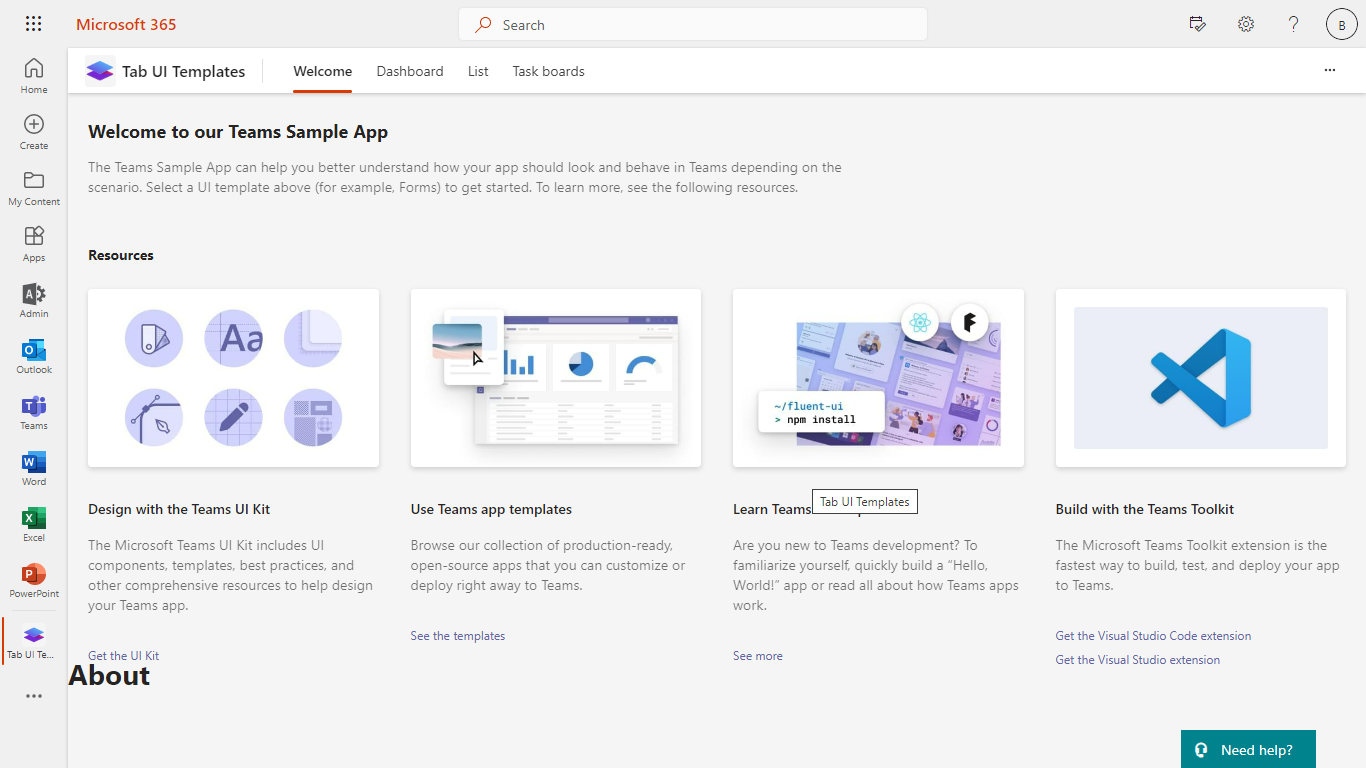 Microsoft 365
Search
B
Home
Create
My Content
Apps
Admin
Outlook
Teams
Word
Excel
PowerPoint
Tab UI Te...
Tab UI Templates
Welcome
Dashboard
List
Task boards
Welcome to our Teams Sample App
The Teams Sample App can help you better understand how your app should look and behave in Teams depending on the
scenario. Select a UI template above (for example, Forms) to get started. To learn more, see the following resources.
Resources
Aa
Design with the Teams UI Kit
The Microsoft Teams UI Kit includes UI
components, templates, best practices, and
other comprehensive resources to help design
your Teams app.
Get the UI Kit
Use Teams app templates
Browse our collection of production-ready,
open-source apps that you can customize or
deploy right away to Teams.
See the templates
~/fluent-ui
> npm install
Tab UI Templates
Learn Teams
Are you new to Teams development? To
familiarize yourself, quickly build a “Hello,
World!” app or read all about how Teams apps
work.
See more
Build with the Teams Toolkit
The Microsoft Teams Toolkit extension is the
fastest way to build, test, and deploy your app
to Teams.
Get the Visual Studio Code extension
Get the Visual Studio extension
About
Need help?